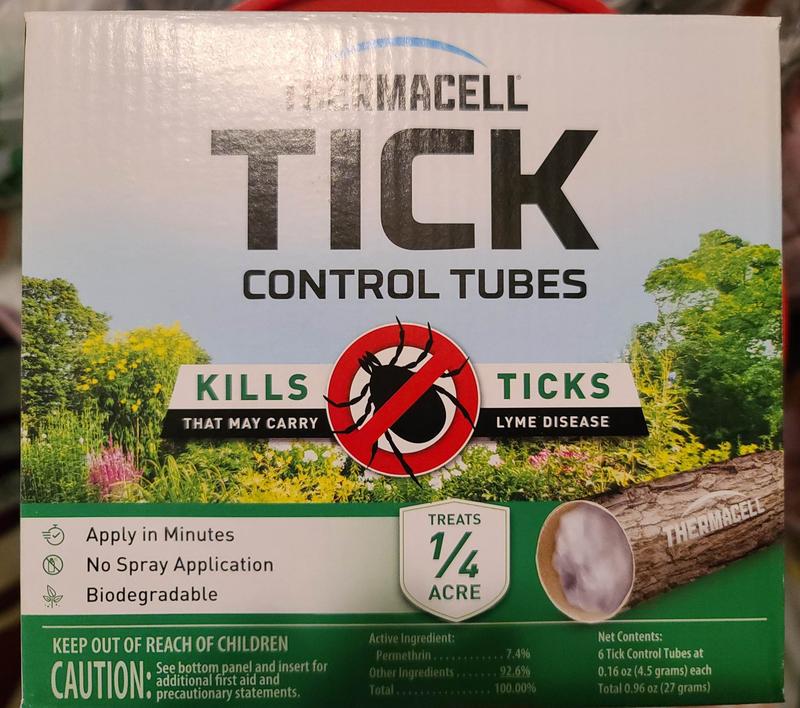 THERMACELL
TICK
CONTROL TUBES
KILLS TICKS
THAT MAY CARRY LYME DISEASE
Apply in Minutes
No Spray Application
Biodegradable
TREATS
1/4
ACRE
THERMACELL
KEEP OUT OF REACH OF CHILDREN
CAUTION: See bottom panel and insert for
additional first aid and
precautionary statements.
Active Ingredient:
Permethrin . . . . . . . . . . . . 7.4%
Other Ingredients . . . . . . . 92.6%
Total . . . . . . . . . . . . . . . . 100.00%
Net Contents:
6 Tick Control Tubes at
0.16 oz (4.5 grams) each
Total 0.96 oz (27 grams)